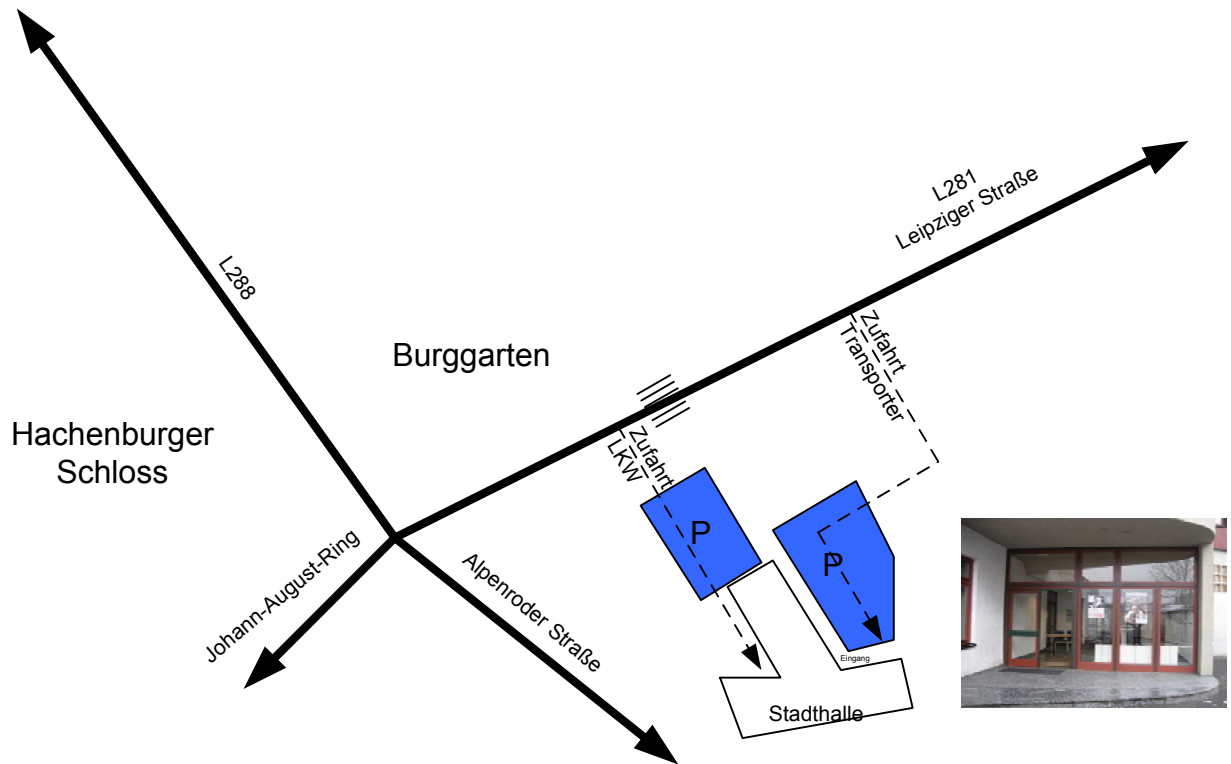 L281
Leipziger Straße
L288
Zufahrt
Transporter
Burggarten
Hachenburger
Schloss
Zufahrt
LKW
P
P
Johann-August-Ring
Alpenroder Straße
Eingang
Stadthalle